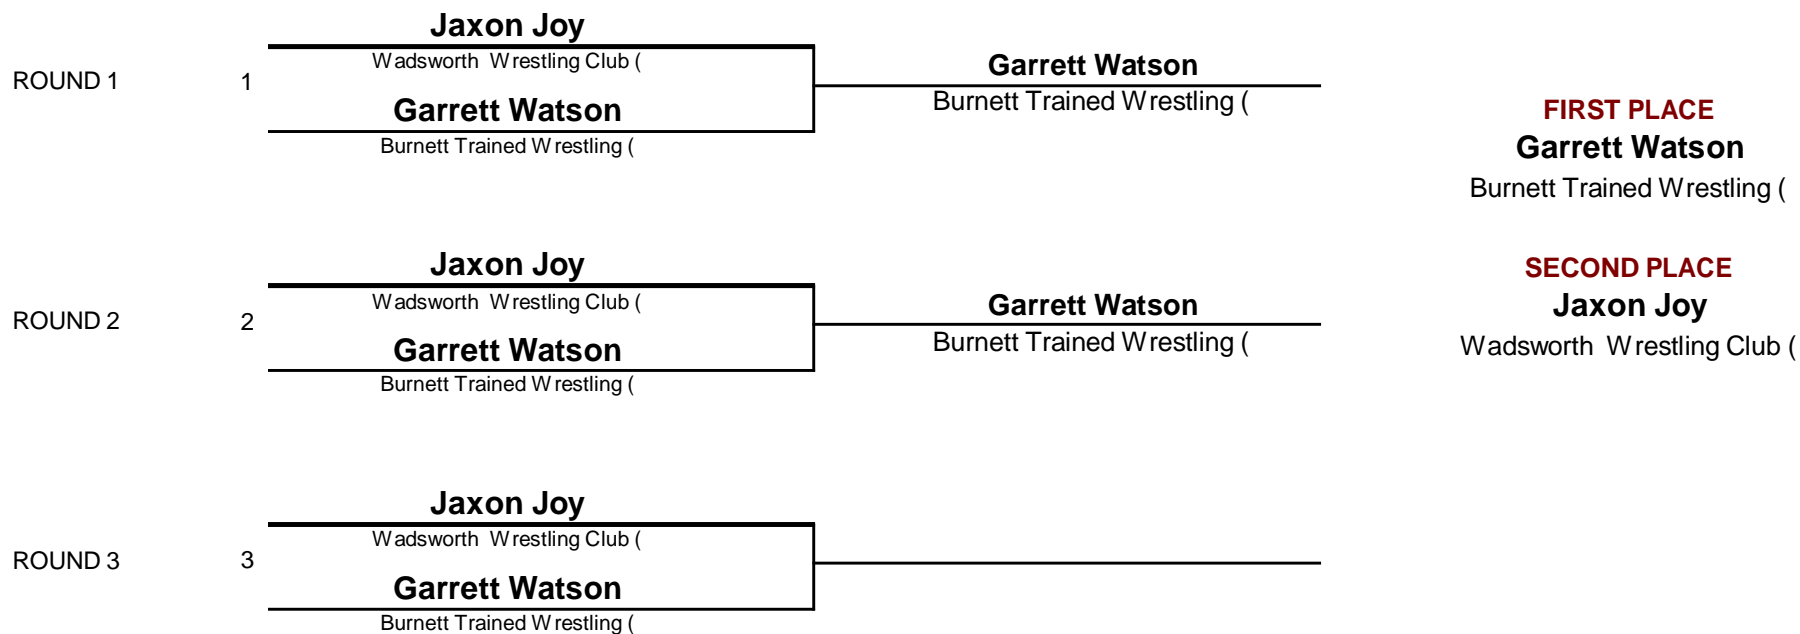 Jaxon Joy
Wadsworth Wrestling Club (
ROUND 1
1
Garrett Watson
Burnett Trained Wrestling (
Garrett Watson
Burnett Trained Wrestling (
FIRST PLACE
Garrett Watson
Burnett Trained Wrestling (
Jaxon Joy
Wadsworth Wrestling Club (
ROUND 2
2
Garrett Watson
Burnett Trained Wrestling (
Garrett Watson
Burnett Trained Wrestling (
SECOND PLACE
Jaxon Joy
Wadsworth Wrestling Club (
Jaxon Joy
Wadsworth Wrestling Club (
ROUND 3
3
Garrett Watson
Burnett Trained Wrestling (